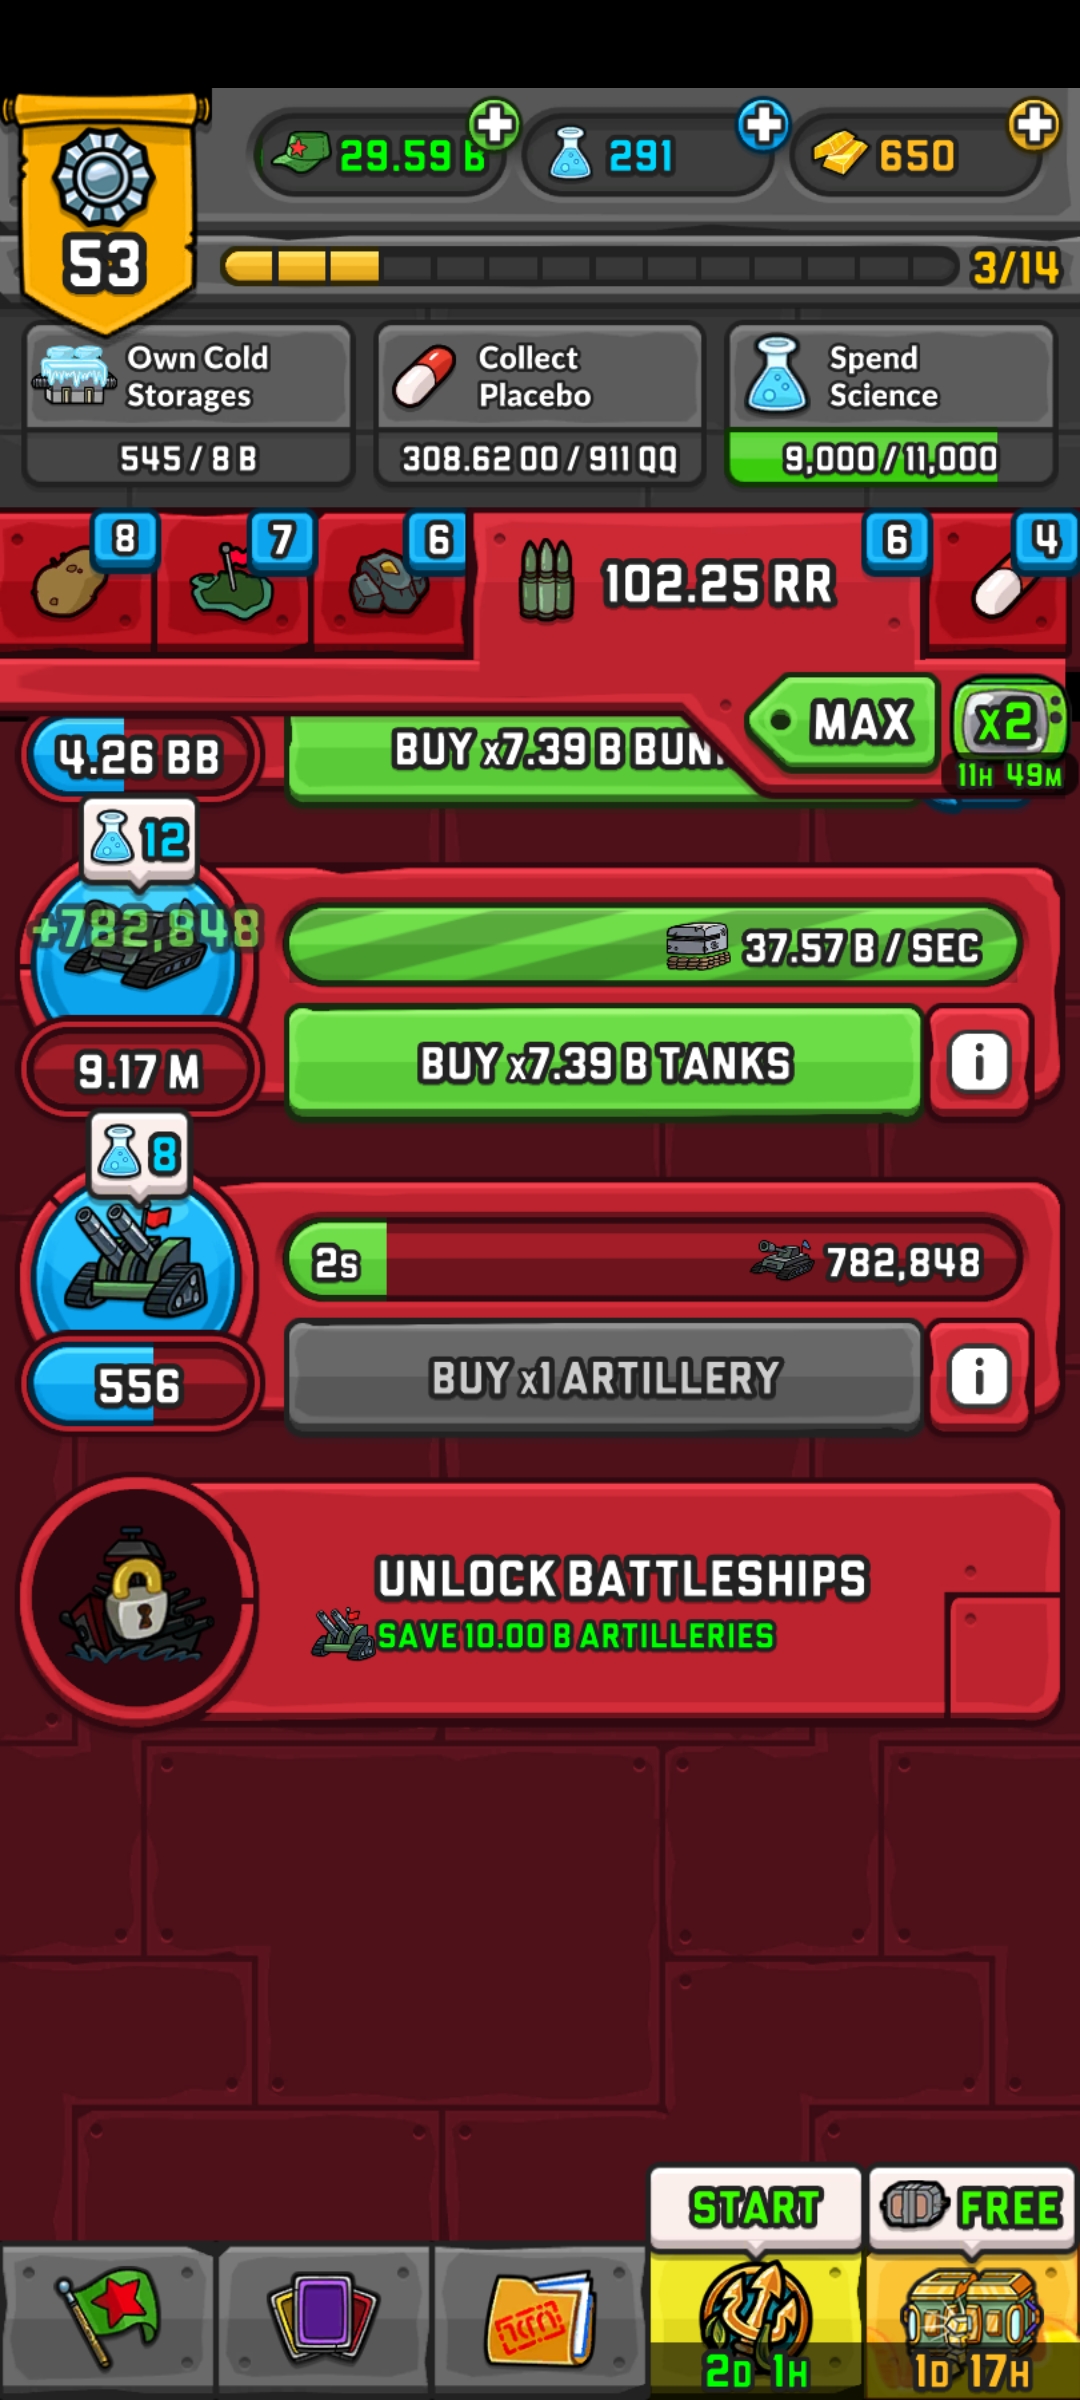 53
29.59 B
291
650
3/14
Own Cold Storages
545 / 8 B
Collect Placebo
308.62 OO / 911 QQ
Spend Science
9,000 / 11,000
8
7
6
102.25 RR
6
4
MAX
X2
11H 49M
4.26 BB
BUY x7.39 B
12
+782,848
37.57 B / SEC
9.17 M
BUY x7.39 B TANKS
i
8
2S
782,848
556
BUY x1 ARTILLERY
i
UNLOCK BATTLESHIPS
SAVE 10.00 B ARTILLERIES
START
FREE
2D 1H
1D 17H